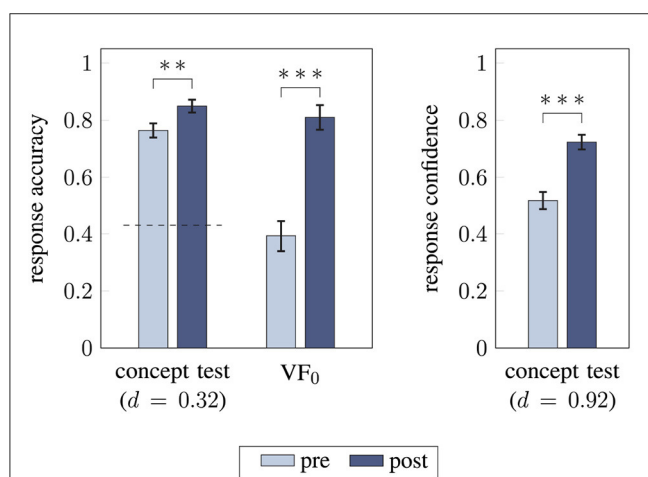 1
0.8
0.6
0.4
0.2
0
response accuracy
**
***
concept test
(d = 0.32)
VF₀
1
0.8
0.6
0.4
0.2
0
response confidence
***
concept test
(d = 0.92)
pre post